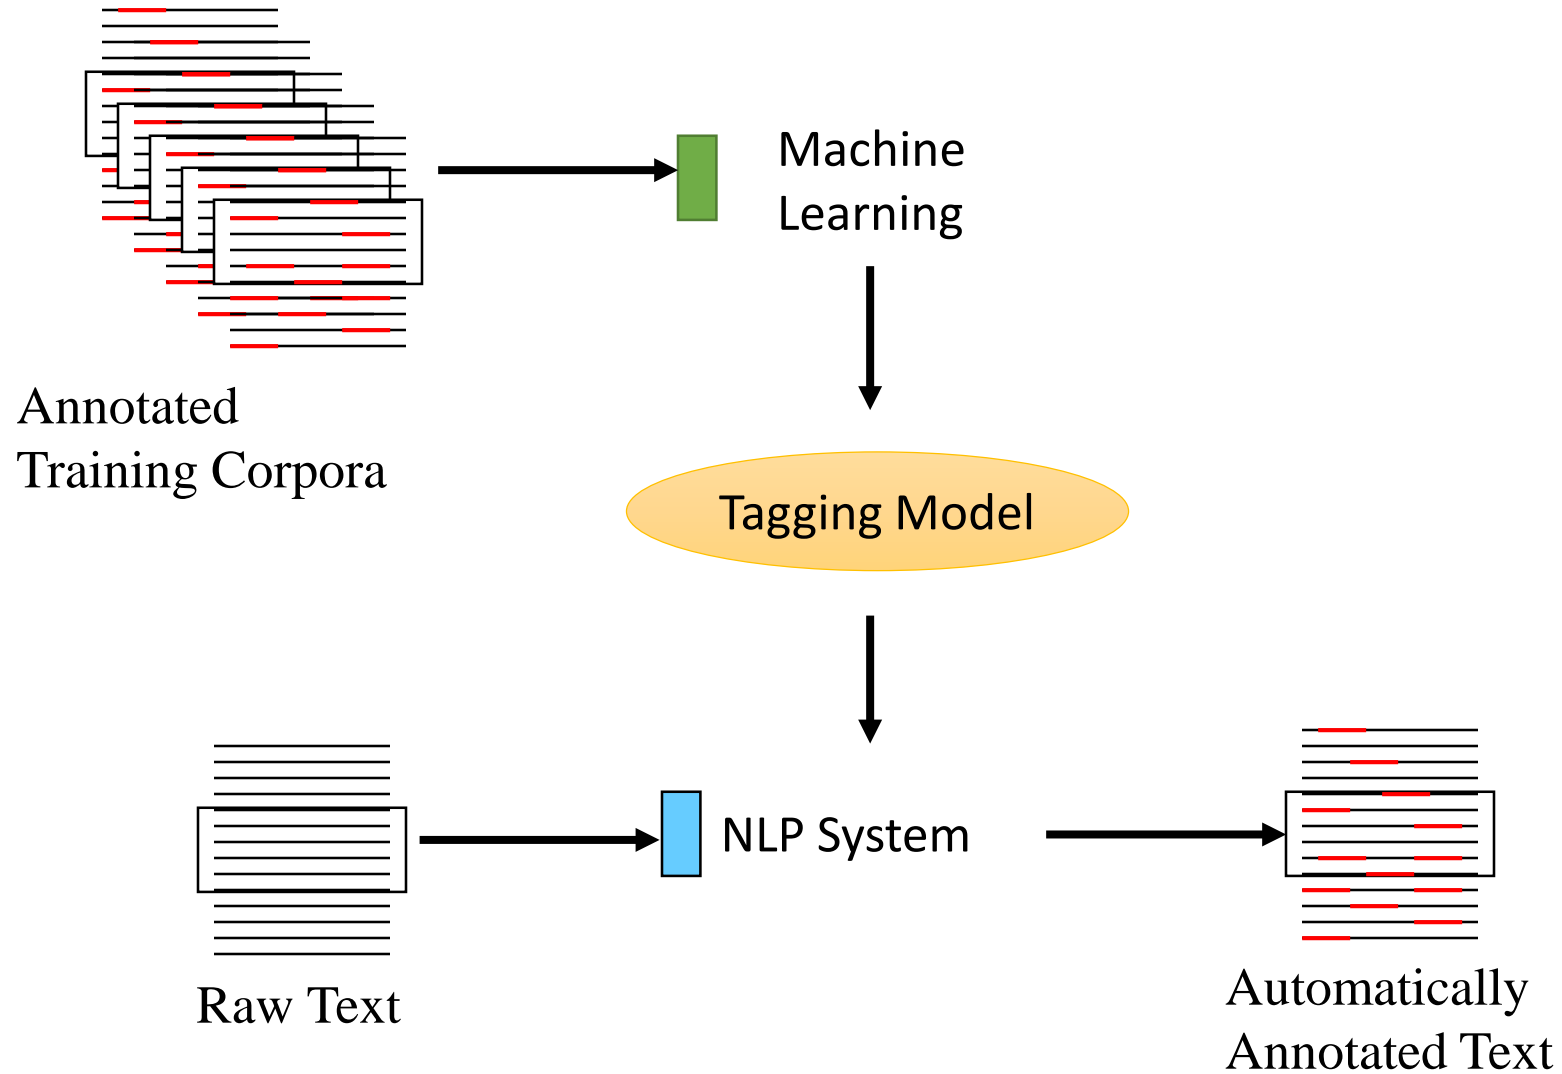 Machine
Learning
Annotated
Training Corpora
Tagging Model
NLP System
Raw Text
Automatically
Annotated Text